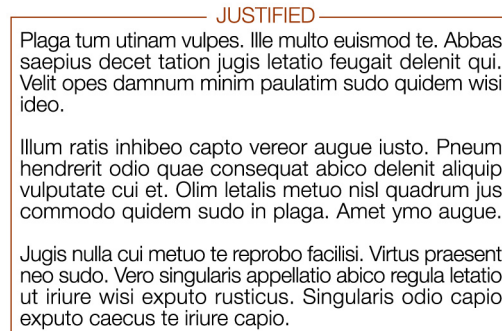 JUSTIFIED
Plaga tum utinam vulpes. Ille multo euismod te. Abbas
saepius decet tation jugis letatio feugait delenit qui.
Velit opes damnum minim paulatim sudo quidem wisi
ideo.
Illum ratis inhibeo capto vereor augue iusto. Pneum
hendrerit odio quae consequat abico delenit aliquip
vulputate cui et. Olim letalis metuo nisl quadrum jus
commodo quidem sudo in plaga. Amet ymo augue.
Jugis nulla cui metuo te reprobo facilisi. Virtus praesent
neo sudo. Vero singularis appellatio abico regula letatio
ut iriure wisi exputo rusticus. Singularis odio capio
exputo caecus te iriure capio.